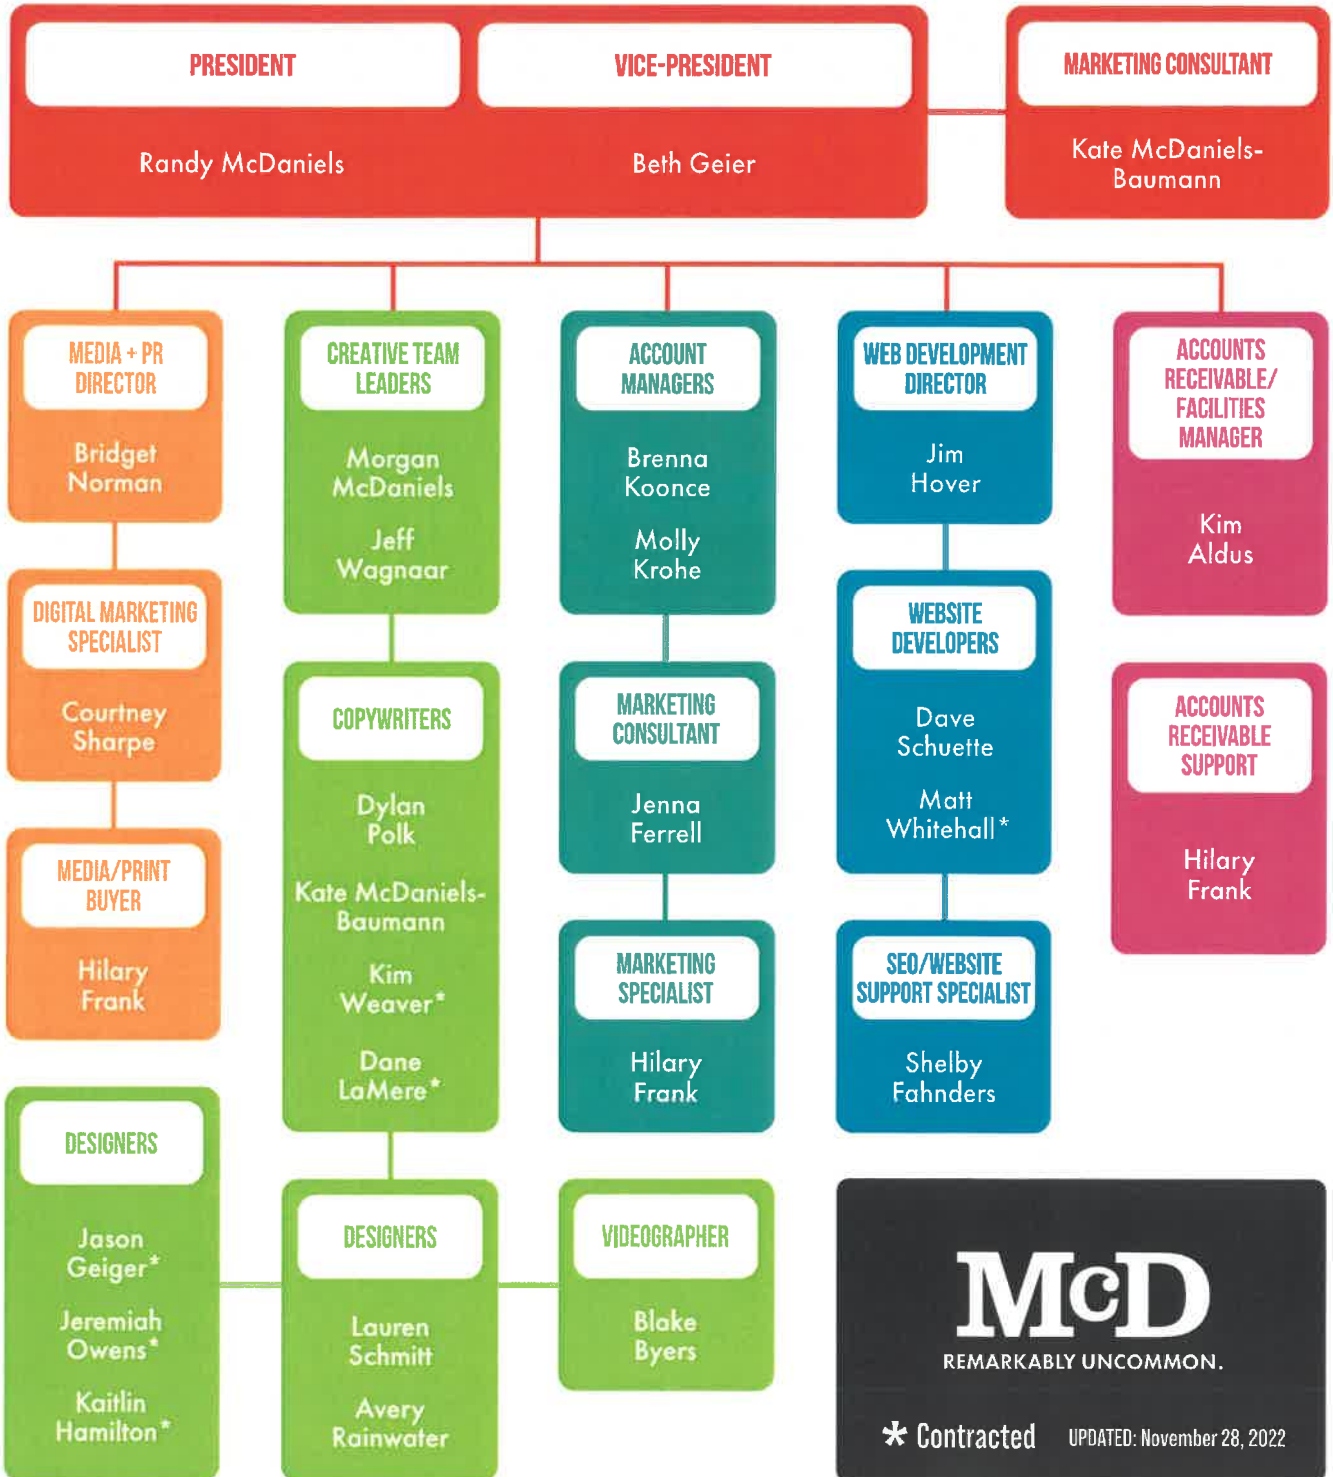 PRESIDENT
Randy McDaniels
VICE-PRESIDENT
Beth Geier
MARKETING CONSULTANT
Kate McDaniels-
Baumann
MEDIA + PR
DIRECTOR
Bridget
Norman
DIGITAL MARKETING
SPECIALIST
Courtney
Sharpe
MEDIA/PRINT
BUYER
Hilary
Frank
CREATIVE TEAM
LEADERS
Morgan
McDaniels
Jeff
Wagnaar
COPYWRITERS
Dylan
Polk
Kate McDaniels-
Baumann
Kim
Weaver*
Dane
LaMere*
DESIGNERS
Jason
Geiger*
Jeremiah
Owens*
Kaitlin
Hamilton*
DESIGNERS
Lauren
Schmitt
Avery
Rainwater
VIDEOGRAPHER
Blake
Byers
ACCOUNT
MANAGERS
Brenna
Koonce
Molly
Krohe
MARKETING
CONSULTANT
Jenna
Ferrell
MARKETING
SPECIALIST
Hilary
Frank
WEB DEVELOPMENT
DIRECTOR
Jim
Hover
WEBSITE
DEVELOPERS
Dave
Schuette
Matt
Whitehall*
SEO/WEBSITE
SUPPORT SPECIALIST
Shelby
Fahnders
ACCOUNTS
RECEIVABLE/
FACILITIES
MANAGER
Kim
Aldus
ACCOUNTS
RECEIVABLE
SUPPORT
Hilary
Frank
McD
REMARKABLY UNCOMMON.
* Contracted UPDATED: November 28, 2022